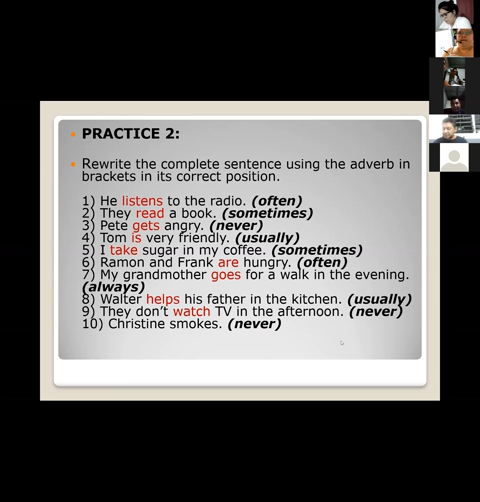 PRACTICE 2:
Rewrite the complete sentence using the adverb in
brackets in its correct position.
1) He listens to the radio. (often)
2) They read a book. (sometimes)
3) Pete gets angry. (never)
4) Tom is very friendly. (usually)
5) I take sugar in my coffee. (sometimes)
6) Ramon and Frank are hungry. (often)
7) My grandmother goes for a walk in the evening.
(always)
8) Walter helps his father in the kitchen. (usually)
9) They don't watch TV in the afternoon. (never)
10) Christine smokes. (never)